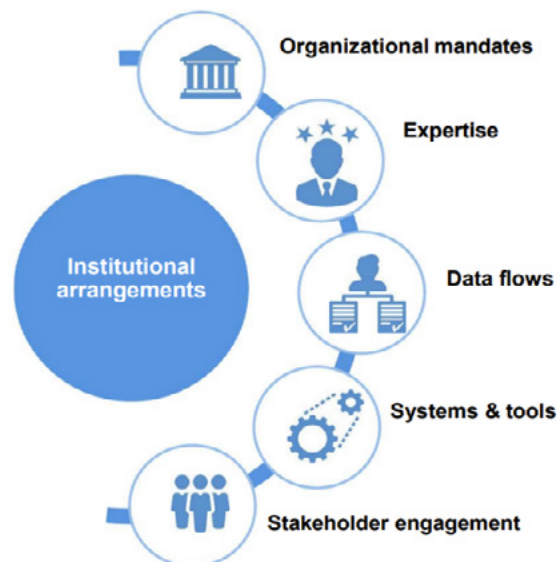 Organizational mandates
Expertise
Institutional
arrangements
Data flows
Systems & tools
Stakeholder engagement